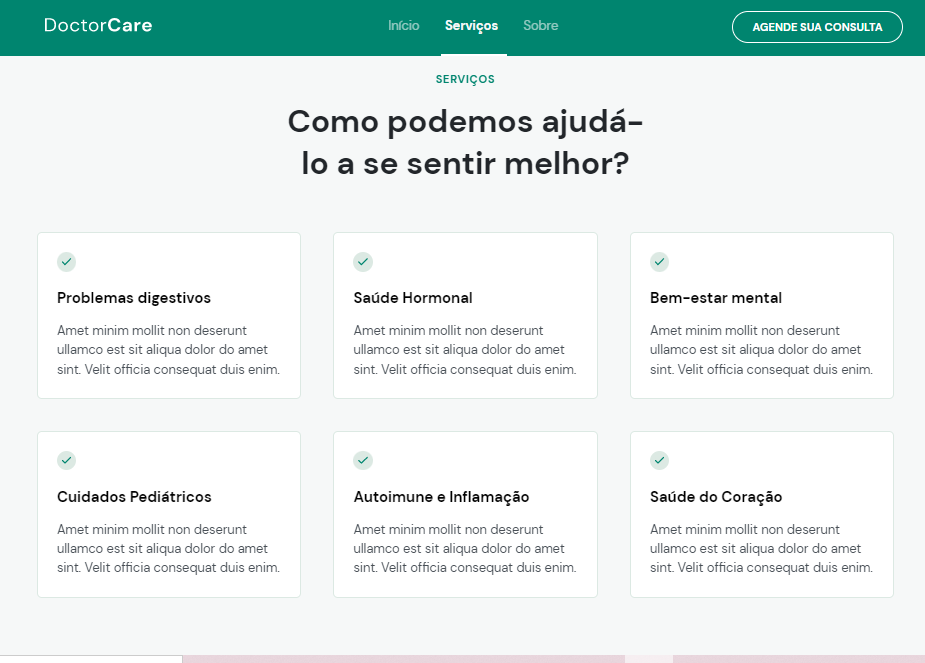 DoctorCare
Início
Serviços
Sobre
AGENDE SUA CONSULTA
SERVIÇOS
Como podemos ajudá-
lo a se sentir melhor?
Problemas digestivos
Amet minim mollit non deserunt
ullamco est sit aliqua dolor do amet
sint. Velit officia consequat duis enim.
Saúde Hormonal
Amet minim mollit non deserunt
ullamco est sit aliqua dolor do amet
sint. Velit officia consequat duis enim.
Bem-estar mental
Amet minim mollit non deserunt
ullamco est sit aliqua dolor do amet
sint. Velit officia consequat duis enim.
Cuidados Pediátricos
Amet minim mollit non deserunt
ullamco est sit aliqua dolor do amet
sint. Velit officia consequat duis enim.
Autoimune e Inflamação
Amet minim mollit non deserunt
ullamco est sit aliqua dolor do amet
sint. Velit officia consequat duis enim.
Saúde do Coração
Amet minim mollit non deserunt
ullamco est sit aliqua dolor do amet
sint. Velit officia consequat duis enim.